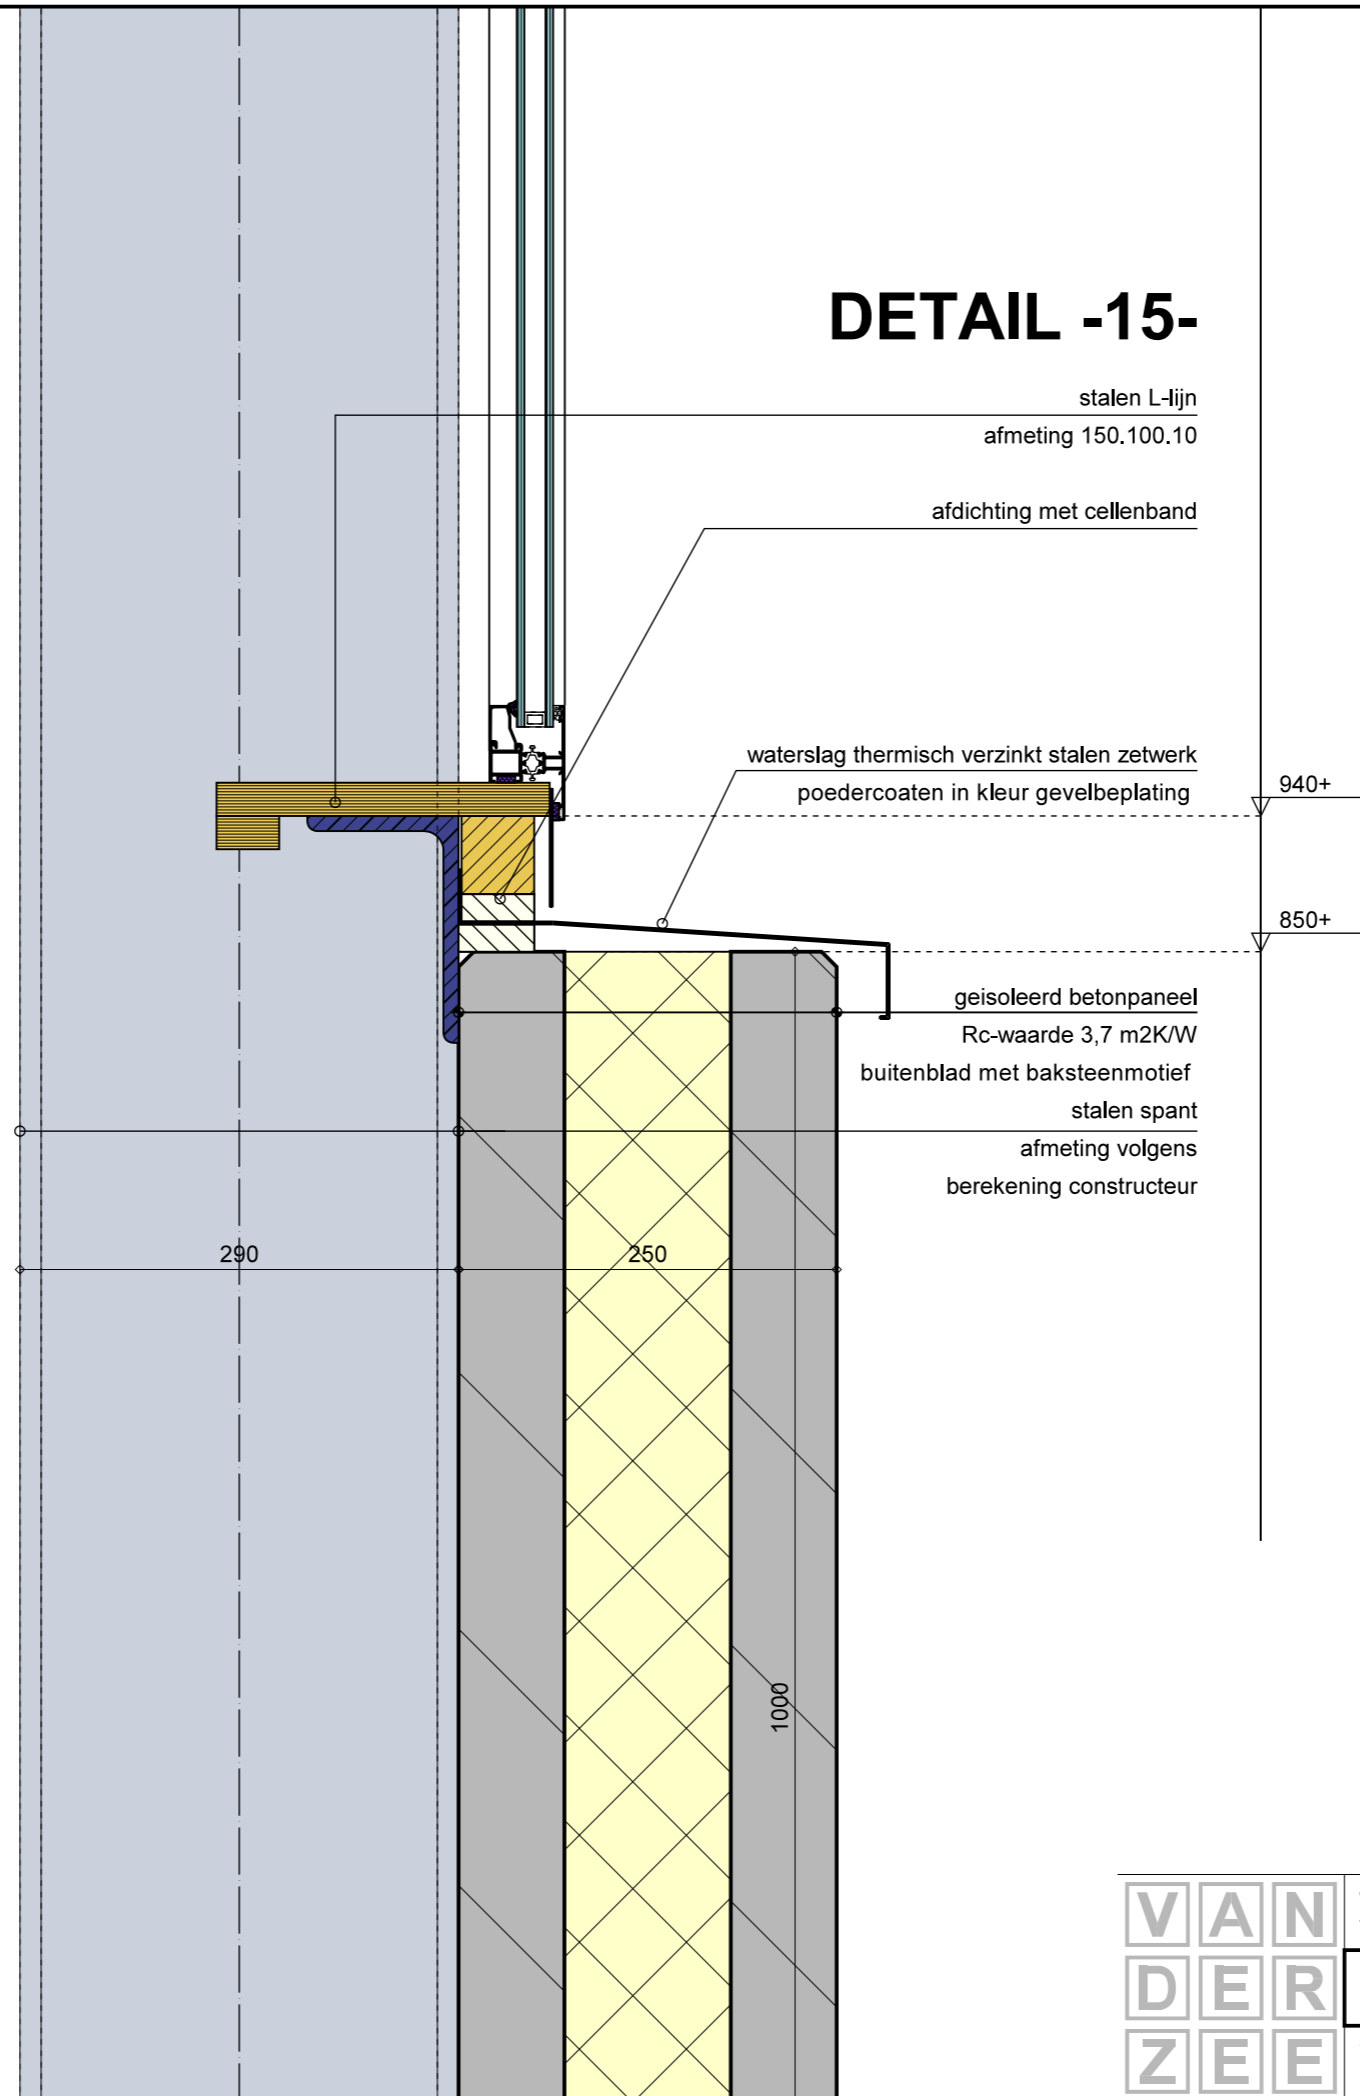 DETAIL -15-
stalen L-lijn
afmeting 150.100.10
afdichting met cellenband
waterslag thermisch verzinkt stalen zetwerk
poedercoaten in kleur gevelbeplating
940+
850+
geisoleerd betonpaneel
Rc-waarde 3,7 m2K/W
buitenblad met baksteenmotief
stalen spant
afmeting volgens
berekening constructeur
290
250
1000
VAN
DER
ZEE